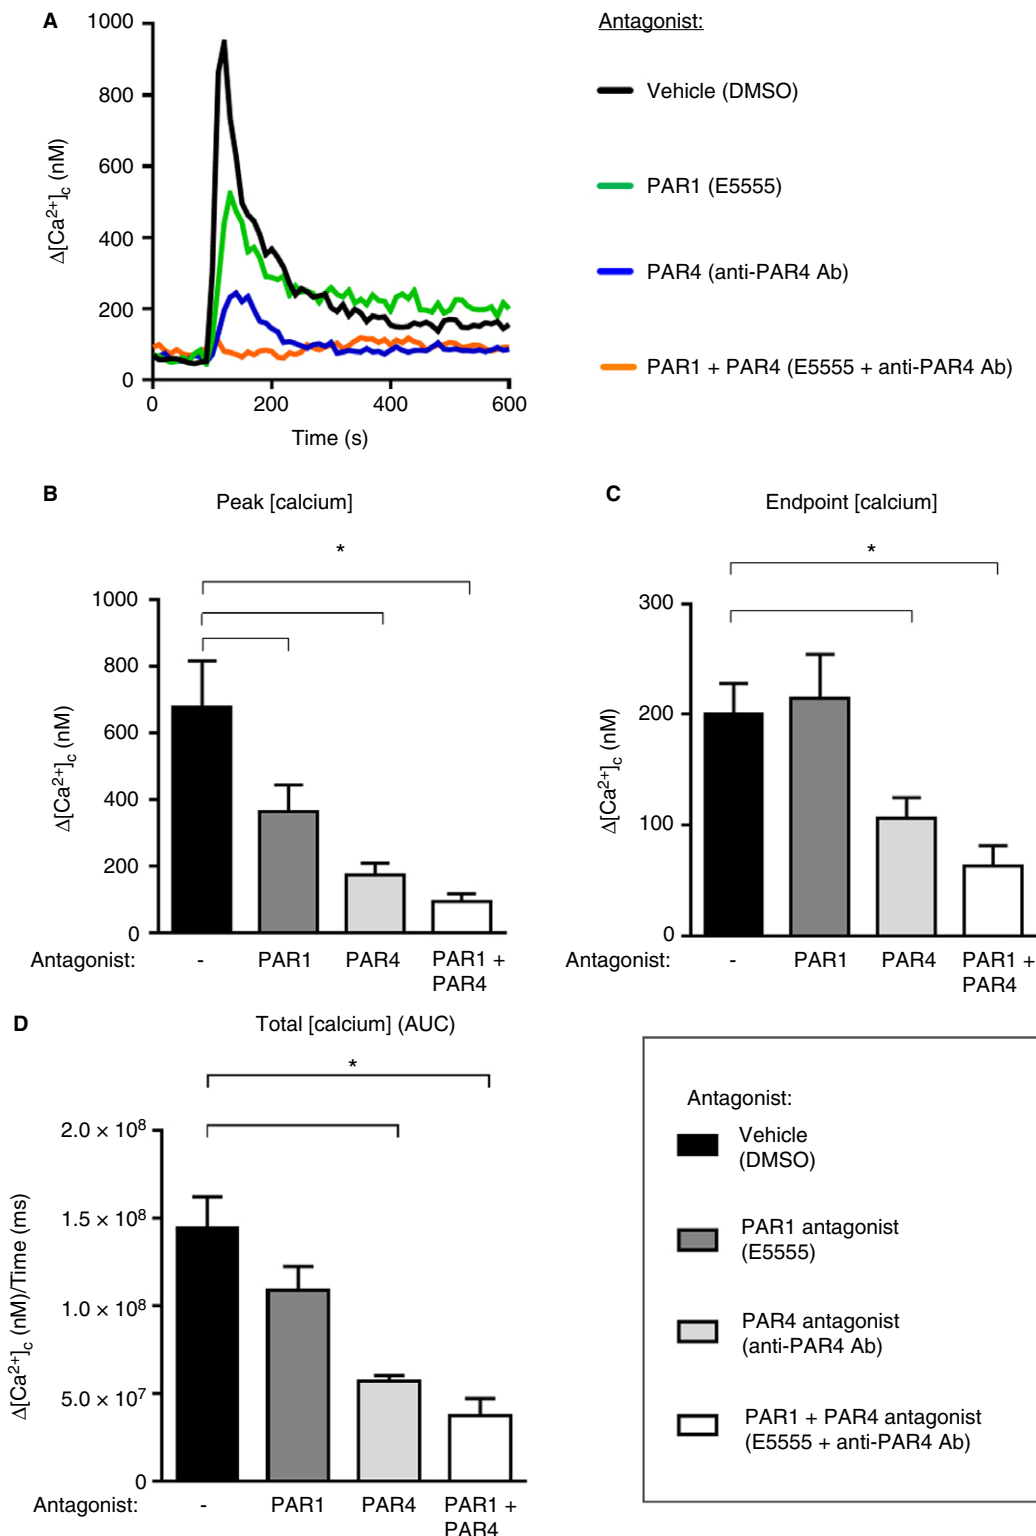 A
1000
800
600
400
200
0
Δ[Ca²⁺]c (nM)
0
200
400
600
Time (s)
Antagonist:
Vehicle (DMSO)
PAR1 (E5555)
PAR4 (anti-PAR4 Ab)
PAR1 + PAR4 (E5555 + anti-PAR4 Ab)
B
Peak [calcium]
*
1000
800
600
400
200
0
Δ[Ca²⁺]c (nM)
Antagonist:
-
PAR1
PAR4
PAR1 +
PAR4
C
Endpoint [calcium]
*
300
200
100
0
Δ[Ca²⁺]c (nM)
Antagonist:
-
PAR1
PAR4
PAR1 +
PAR4
D
Total [calcium] (AUC)
*
2.0 × 10⁸
1.5 × 10⁸
1.0 × 10⁸
5.0 × 10⁷
0
Δ[Ca²⁺]c (nM)/Time (ms)
Antagonist:
-
PAR1
PAR4
PAR1 +
PAR4
Antagonist:
Vehicle
(DMSO)
PAR1 antagonist
(E5555)
PAR4 antagonist
(anti-PAR4 Ab)
PAR1 + PAR4 antagonist
(E5555 + anti-PAR4 Ab)